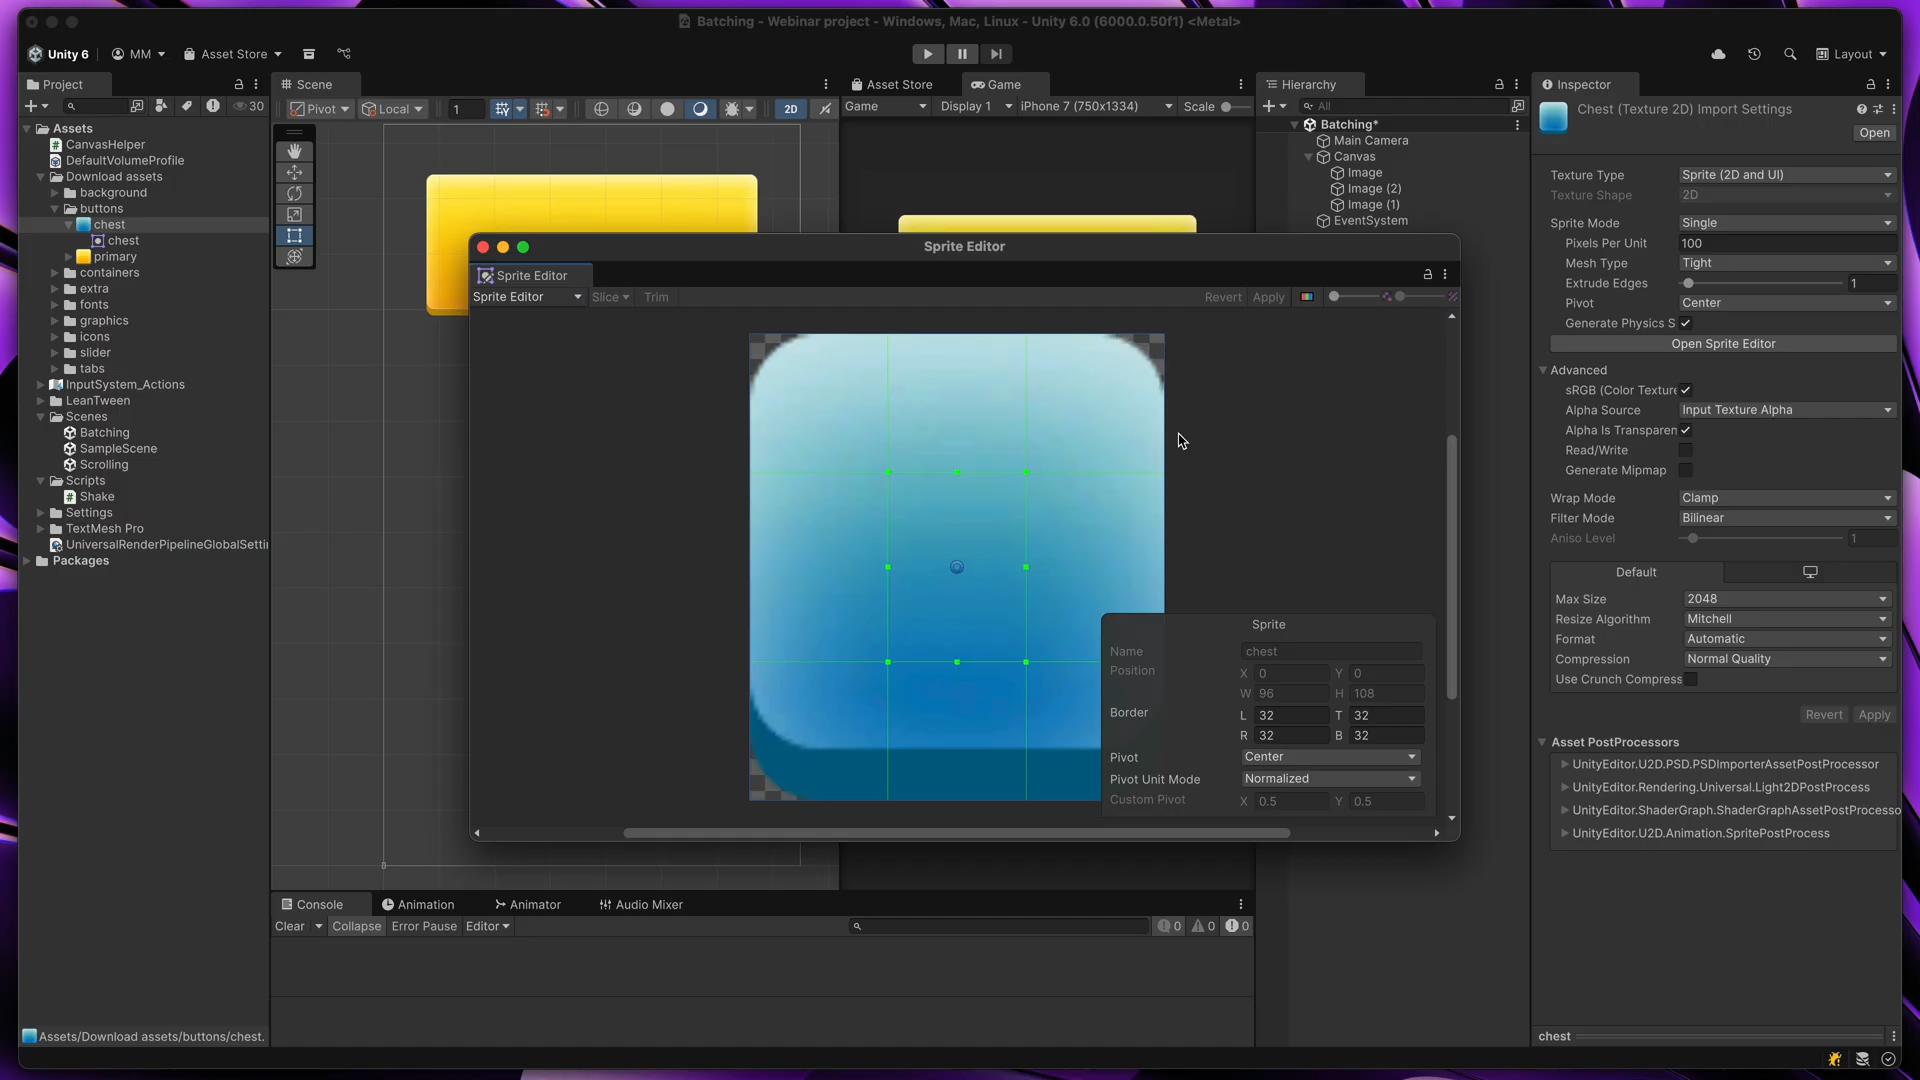 Batching - Webinar project - Windows, Mac, Linux - Unity 6.0 (6000.0.50f1) <Metal>
Unity 6
MM
Asset Store
Layout
Project
Scene
Asset Store
Game
Hierarchy
Inspector
30
Pivot
Local
1
2D
Game
Display 1
iPhone 7 (750x1334)
Scale
All
Assets
CanvasHelper
DefaultVolumeProfile
Download assets
background
buttons
chest
chest
primary
containers
extra
fonts
graphics
icons
slider
tabs
InputSystem_Actions
LeanTween
Scenes
Batching
SampleScene
Scrolling
Scripts
Shake
Settings
TextMesh Pro
UniversalRenderPipelineGlobalSetti
Packages
Assets/Download assets/buttons/chest.
Batching*
Main Camera
Canvas
Image
Image (2)
Image (1)
EventSystem
Sprite Editor
Sprite Editor
Sprite Editor
Slice
Trim
Revert
Apply
Sprite
Name chest
Position X 0 Y 0
W 96 H 108
Border L 32 T 32
R 32 B 32
Pivot Center
Pivot Unit Mode Normalized
Custom Pivot X 0.5 Y 0.5
Console
Animation
Animator
Audio Mixer
Clear
Collapse
Error Pause
Editor
0
0
0
Chest (Texture 2D) Import Settings
Open
Texture Type Sprite (2D and UI)
Texture Shape 2D
Sprite Mode Single
Pixels Per Unit 100
Mesh Type Tight
Extrude Edges 1
Pivot Center
Generate Physics S
Open Sprite Editor
Advanced
sRGB (Color Texture
Alpha Source Input Texture Alpha
Alpha Is Transparen
Read/Write
Generate Mipmap
Wrap Mode Clamp
Filter Mode Bilinear
Aniso Level 1
Default
Max Size 2048
Resize Algorithm Mitchell
Format Automatic
Compression Normal Quality
Use Crunch Compress
Revert
Apply
Asset PostProcessors
UnityEditor.U2D.PSD.PSDImporterAssetPostProcessor
UnityEditor.Rendering.Universal.Light2DPostProcess
UnityEditor.ShaderGraph.ShaderGraphAssetPostProcesso
UnityEditor.U2D.Animation.SpritePostProcess
chest